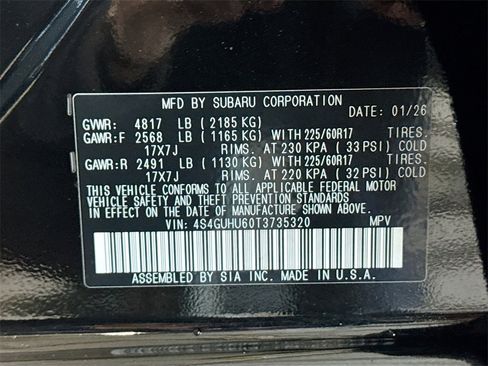 MFD BY SUBARU CORPORATION
DATE: 01/26
GVWR: 4817 LB (2185 KG)
GAWR:F 2568 LB (1165 KG) WITH 225/60R17 TIRES.
17X7J RIMS. AT 230 KPA (33 PSI) COLD
GAWR:R 2491 LB (1130 KG) WITH 225/60R17 TIRES.
17X7J RIMS. AT 220 KPA (32 PSI) COLD
THIS VEHICLE CONFORMS TO ALL APPLICABLE FEDERAL MOTOR
VEHICLE SAFETY AND THEFT PREVENTION STANDARDS
IN EFFECT ON THE DATE OF MANUFACTURE SHOWN ABOVE.
VIN: 4S4GUHU60T3735320 MPV
ASSEMBLED BY SIA INC. MADE IN U.S.A.